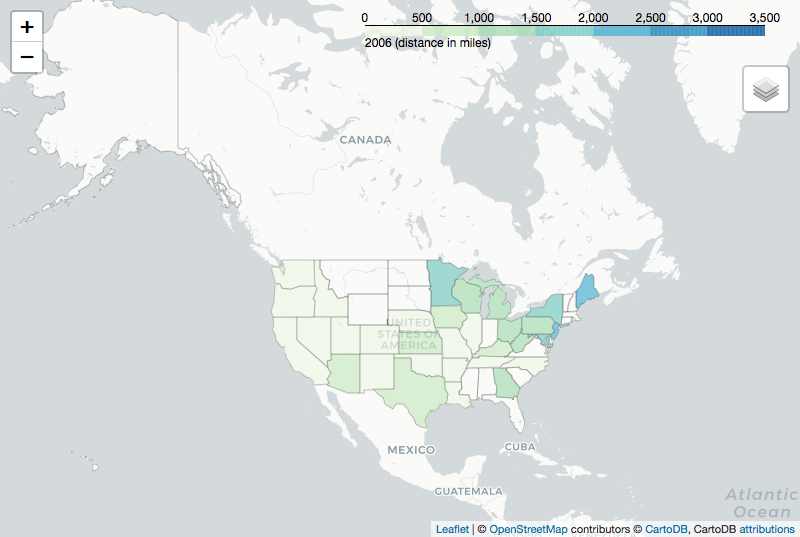 +
−
0 500 1,000 1,500 2,000 2,500 3,000 3,500
2006 (distance in miles)
CANADA
UNITED
STATES OF
AMERICA
MEXICO
CUBA
GUATEMALA
Atlantic
Ocean
Leaflet | © OpenStreetMap contributors © CartoDB, CartoDB attributions